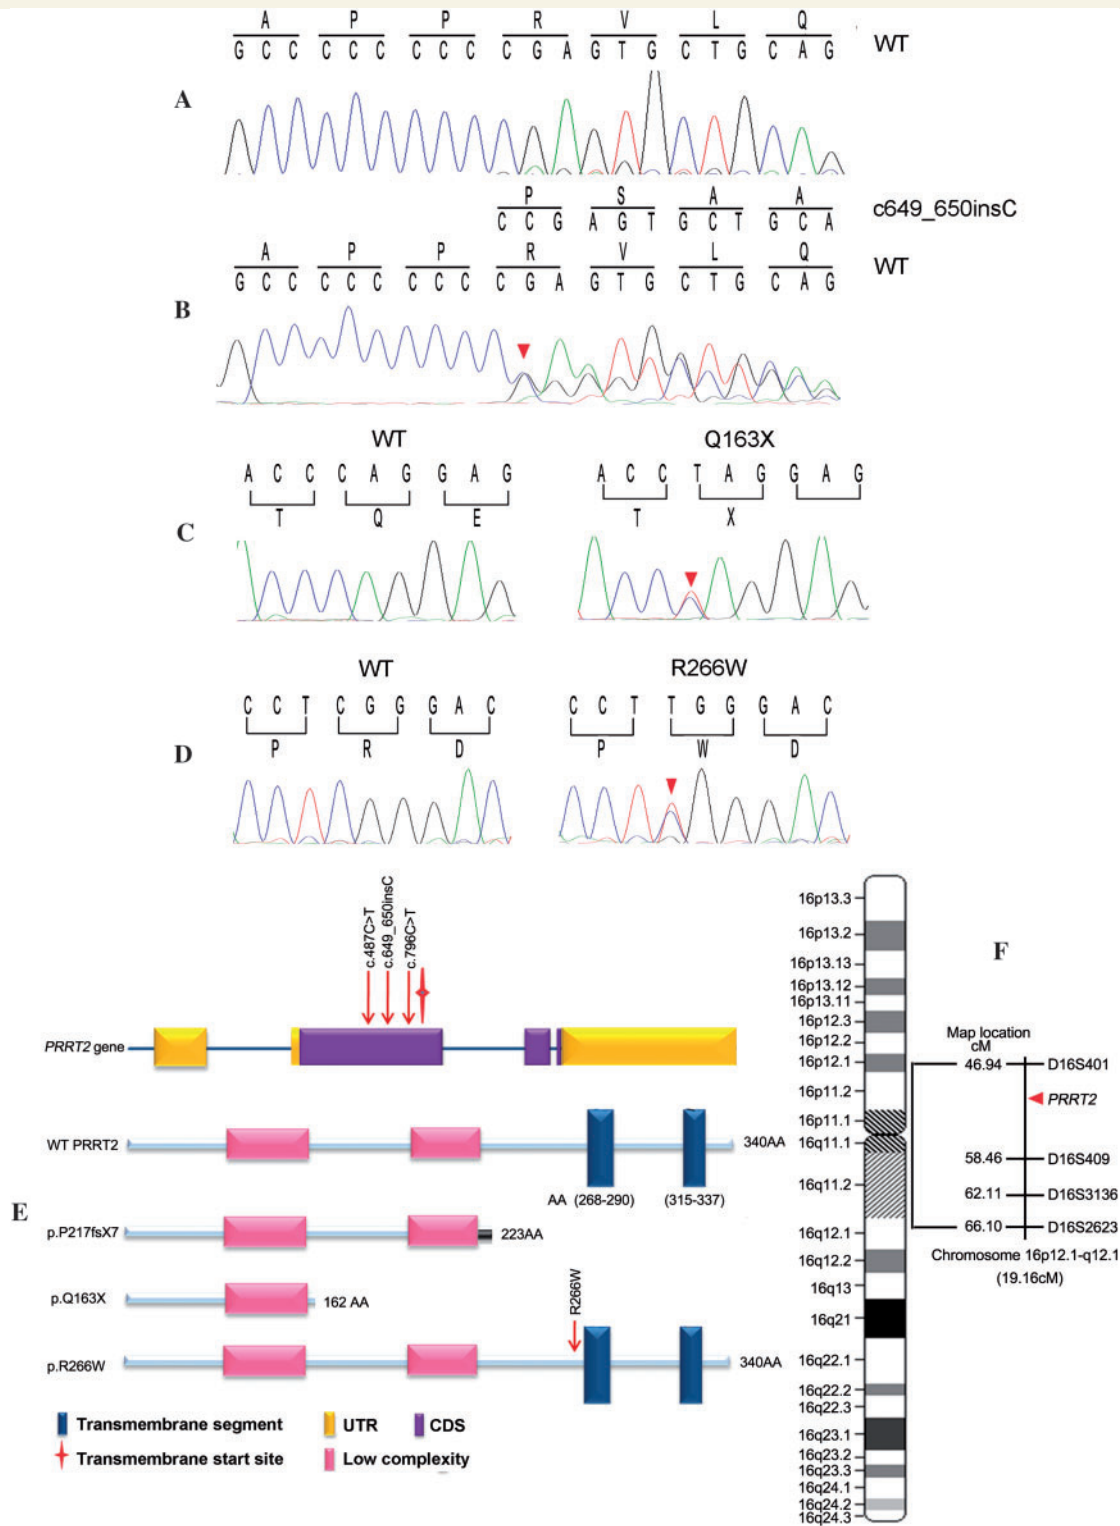 A P P R V L Q
G C C C C C C C C C G A G T G C T G C A G WT
A
P S A A
C C G A G T G C T G C A c649_650insC
A P P R V L Q
G C C C C C C C C C G A G T G C T G C A G WT
B
WT Q163X
A C C C A G G A G A C C T A G G A G
T Q E T X
C
WT R266W
C C T C G G G A C C C T T G G G A C
P R D P W D
D
c.487C>T
c.649_650insC
c.796C>T
PRRT2 gene
WT PRRT2
340AA
AA (268-290) (315-337)
E
p.P217fsX7
223AA
p.Q163X
162 AA
R266W
p.R266W
340AA
Transmembrane segment
UTR
CDS
Transmembrane start site
Low complexity
16p13.3
16p13.2
16p13.13
16p13.12
16p13.11
16p12.3
16p12.2
16p12.1
16p11.2
16p11.1
16q11.1
16q11.2
16q12.1
16q12.2
16q13
16q21
16q22.1
16q22.2
16q22.3
16q23.1
16q23.2
16q23.3
16q24.1
16q24.2
16q24.3
F
Map location
cM
46.94 D16S401
PRRT2
58.46 D16S409
62.11 D16S3136
66.10 D16S2623
Chromosome 16p12.1-q12.1
(19.16cM)